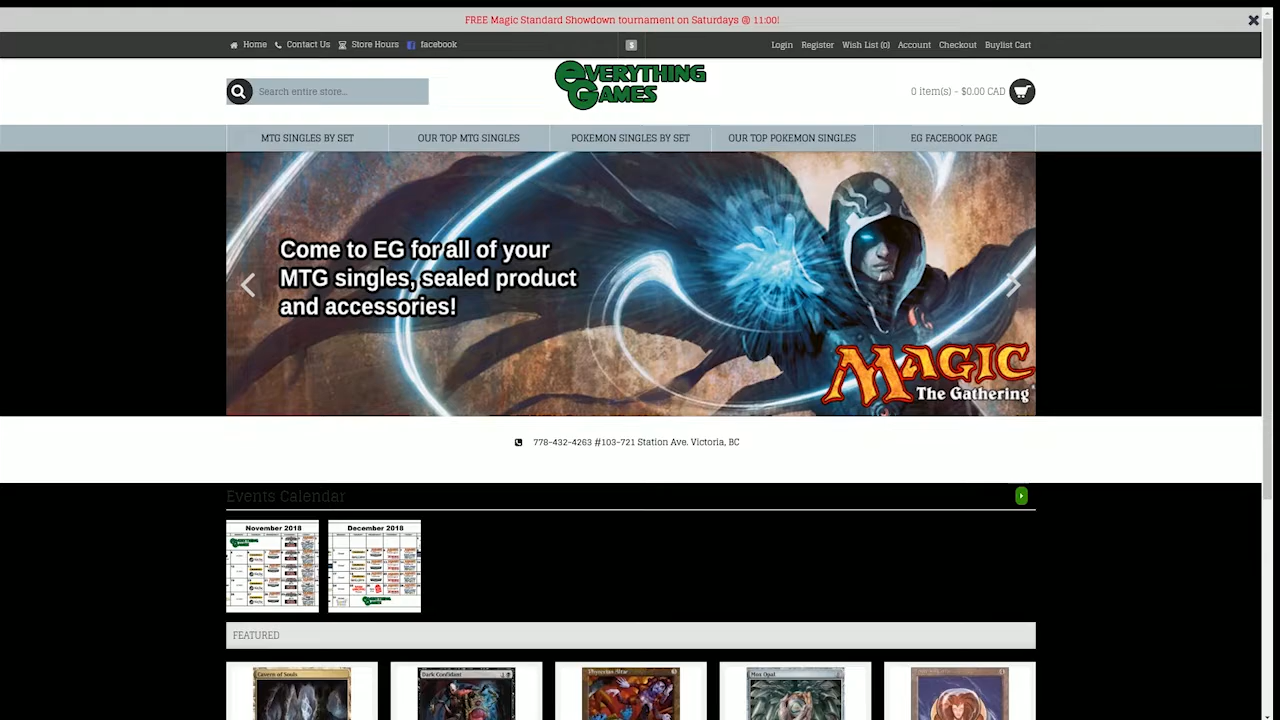 FREE Magic Standard Showdown tournament on Saturdays @ 11:00!
Home Contact Us Store Hours facebook $ Login Register Wish List (0) Account Checkout Buylist Cart
Search entire store...
EVERYTHING
GAMES
0 item(s) - $0.00 CAD
MTG SINGLES BY SET OUR TOP MTG SINGLES POKEMON SINGLES BY SET OUR TOP POKEMON SINGLES EG FACEBOOK PAGE
Come to EG for all of your
MTG singles, sealed product
and accessories!
MAGIC
The Gathering
778-432-4263 #103-721 Station Ave. Victoria, BC
Events Calendar
November 2018 December 2018
FEATURED
Cavern of Souls Dark Confidant Phyrexian Altar Mox Opal